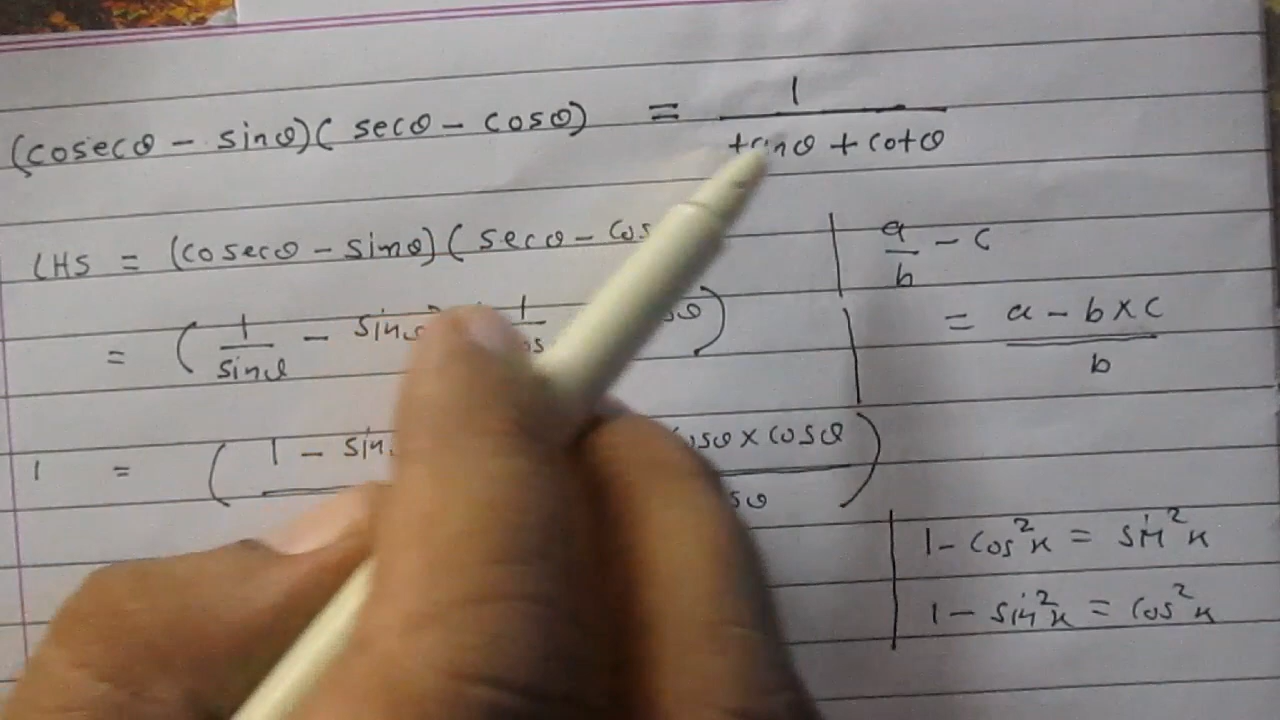 (cosecθ - sinθ)(secθ - cosθ) = 1/(tanθ + cotθ)
LHS = (cosecθ - sinθ)(secθ - cos
= (1/sinθ - sinθ
1 = (1 - sin
cosθ × cosθ)
a/b - c
= (a - b×c)/b
1 - cos²x = sin²x
1 - sin²x = cos²x